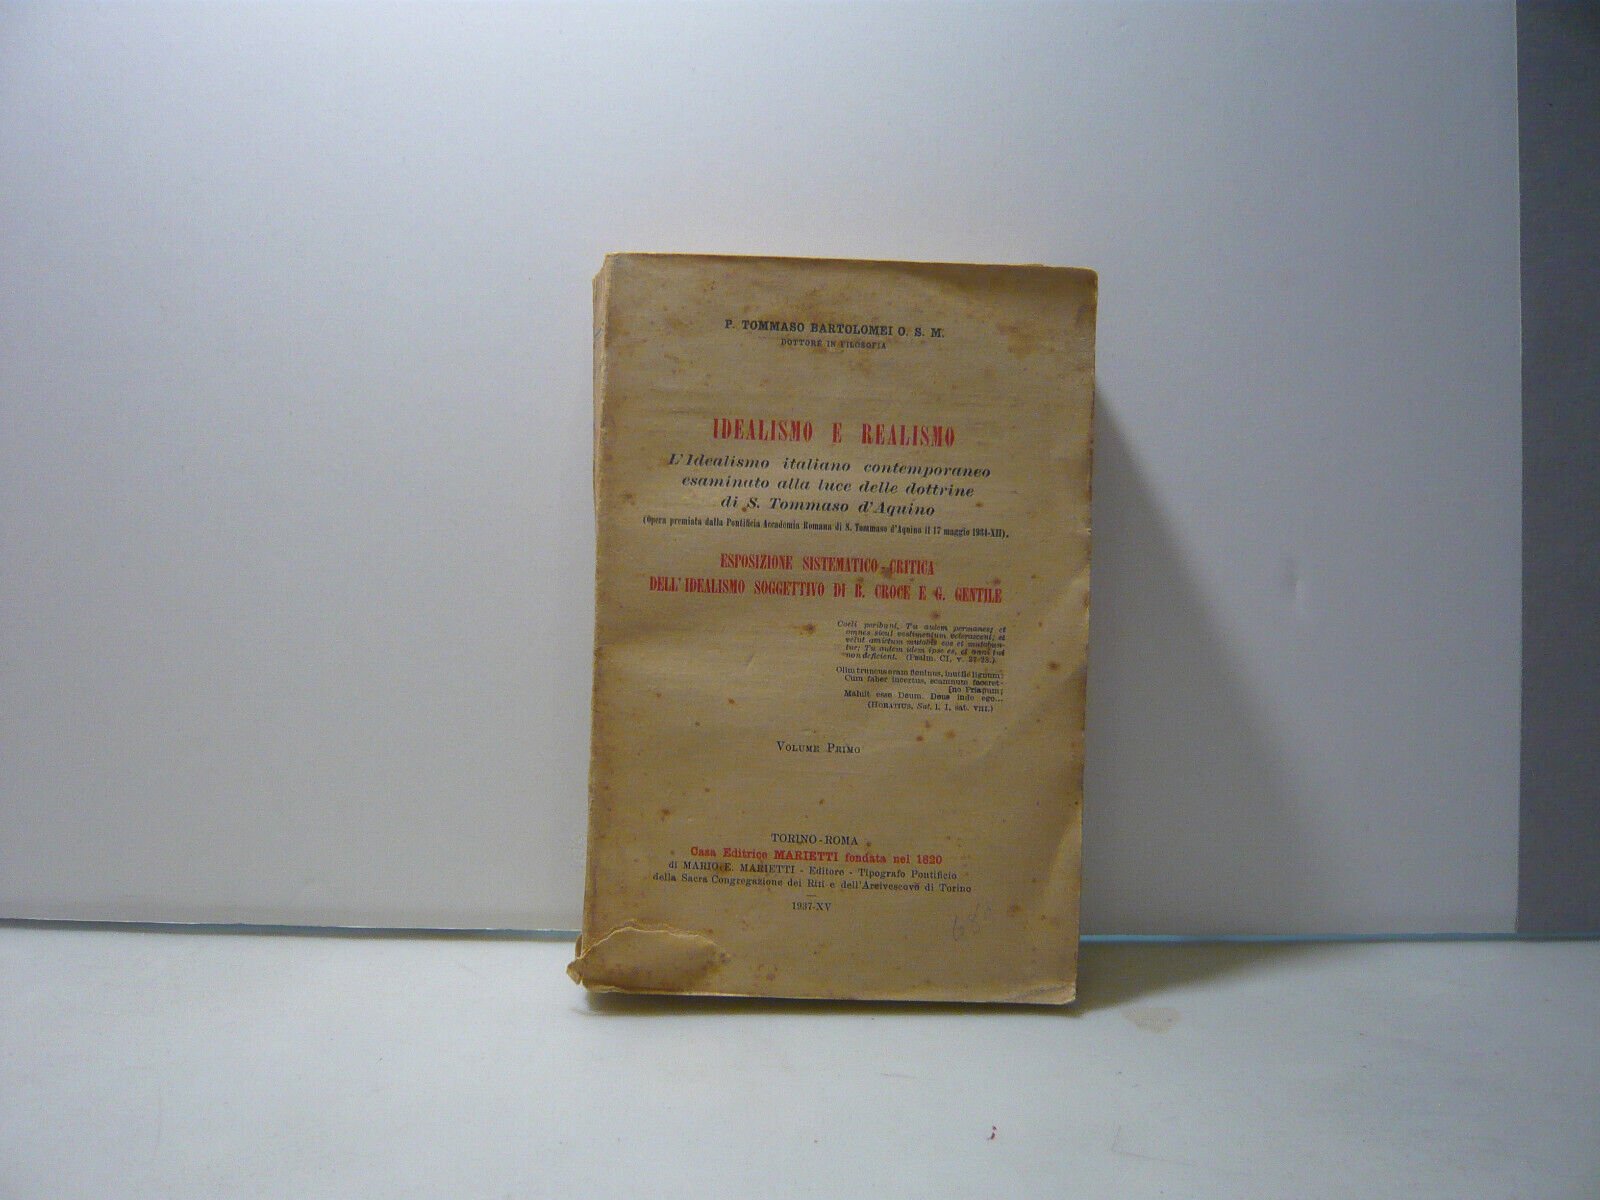 P. TOMMASO BARTOLOMEI O. S. M.
DOTTORE IN FILOSOFIA
IDEALISMO E REALISMO
L'Idealismo italiano contemporaneo
esaminato alla luce delle dottrine
di S. Tommaso d'Aquino
(Opera premiata dalla Pontificia Accademia Romana di S. Tommaso d'Aquino il 17 maggio 1934-XII).
ESPOSIZIONE SISTEMATICO-CRITICA
DELL'IDEALISMO SOGGETTIVO DI B. CROCE E G. GENTILE
Coeli peribunt, Tu autem permanes; et
omnes sicut vestimentum veterascent; et
velut amictum mutabis eos et mutabun-
tur; Tu autem idem ipse es, et anni tui
non deficient. (Psalm. CI, v. 27-28.)
Olim truncus eram ficulnus, inutile lignum:
Cum faber incertus, scamnum faceret-
[no Priapum;
Maluit esse Deum. Deus inde ego...
(HORATIUS, Sat. l. I, sat. VIII.)
VOLUME PRIMO
TORINO-ROMA
Casa Editrice MARIETTI fondata nel 1820
di MARIO E. MARIETTI - Editore - Tipografo Pontificio
della Sacra Congregazione dei Riti e dell'Arcivescovo di Torino
1937-XV